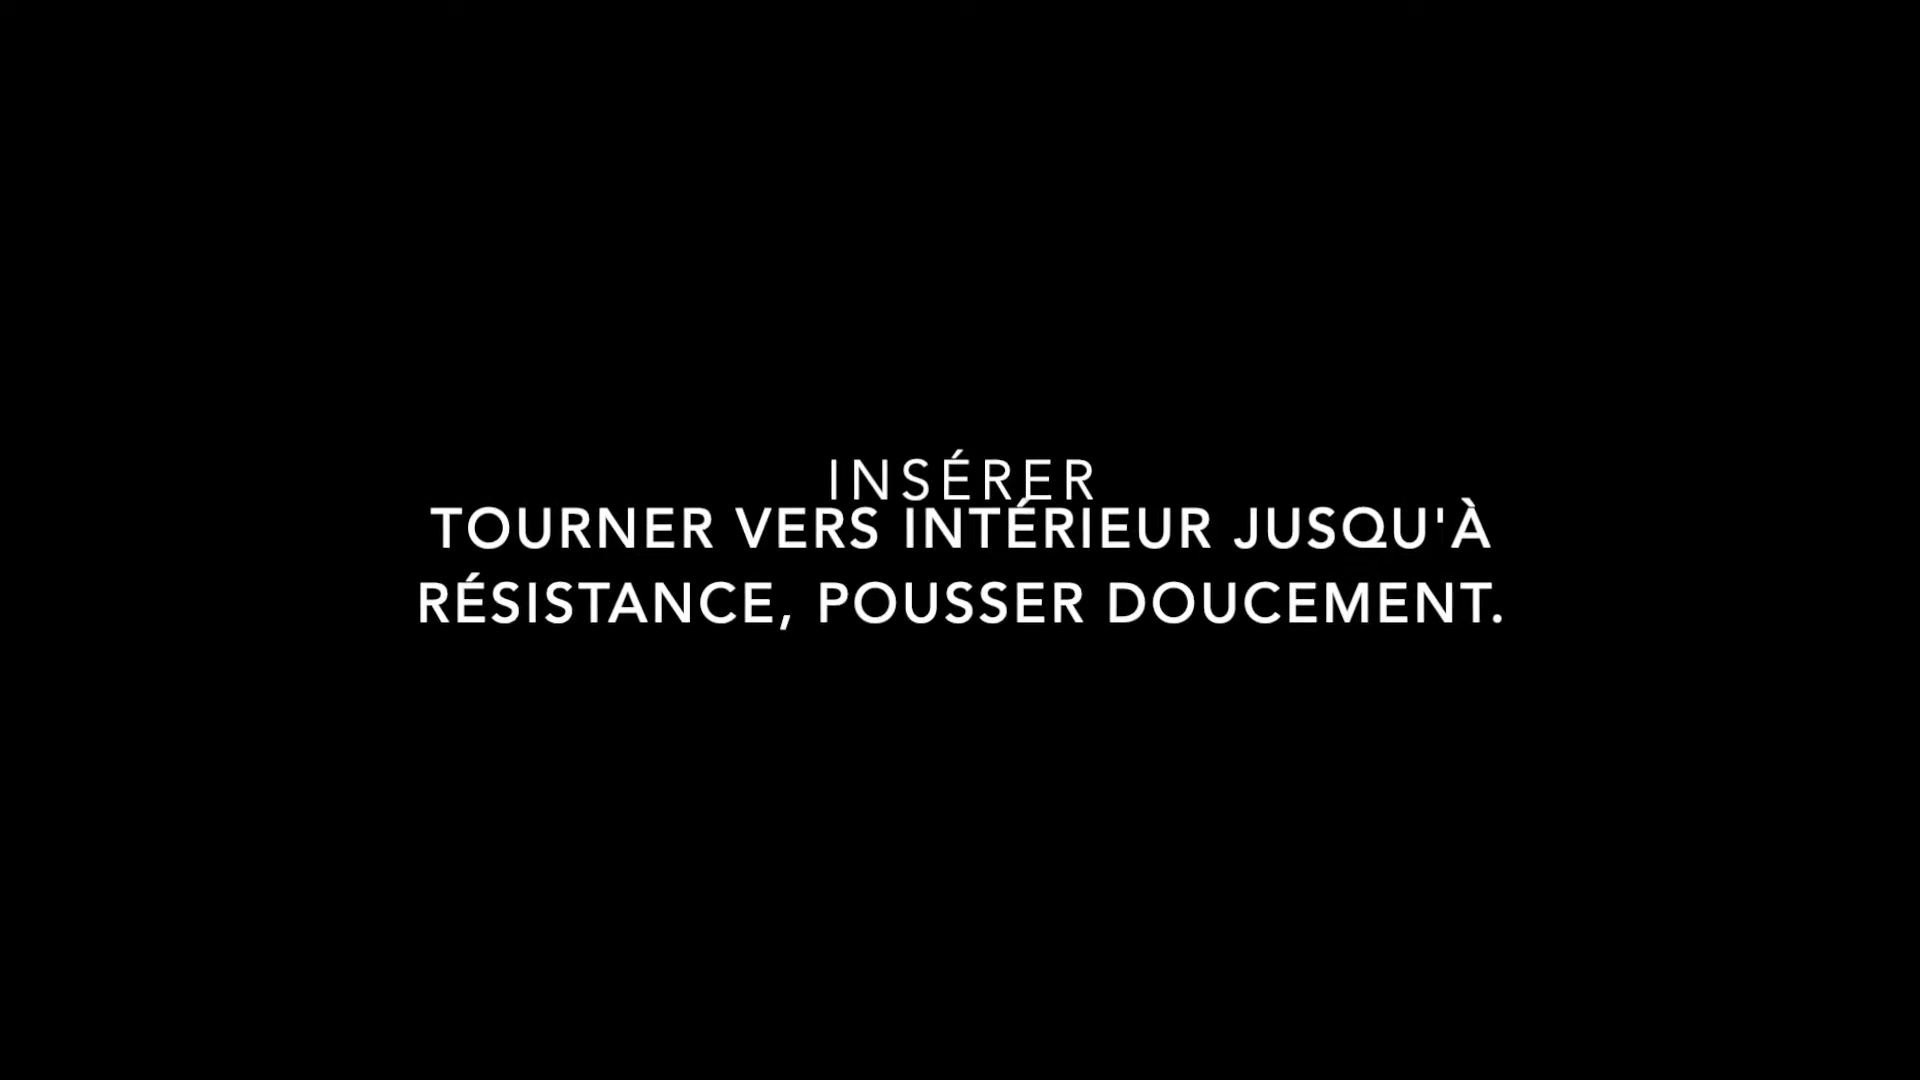 INSÉRER
TOURNER VERS INTÉRIEUR JUSQU'À
RÉSISTANCE, POUSSER DOUCEMENT.